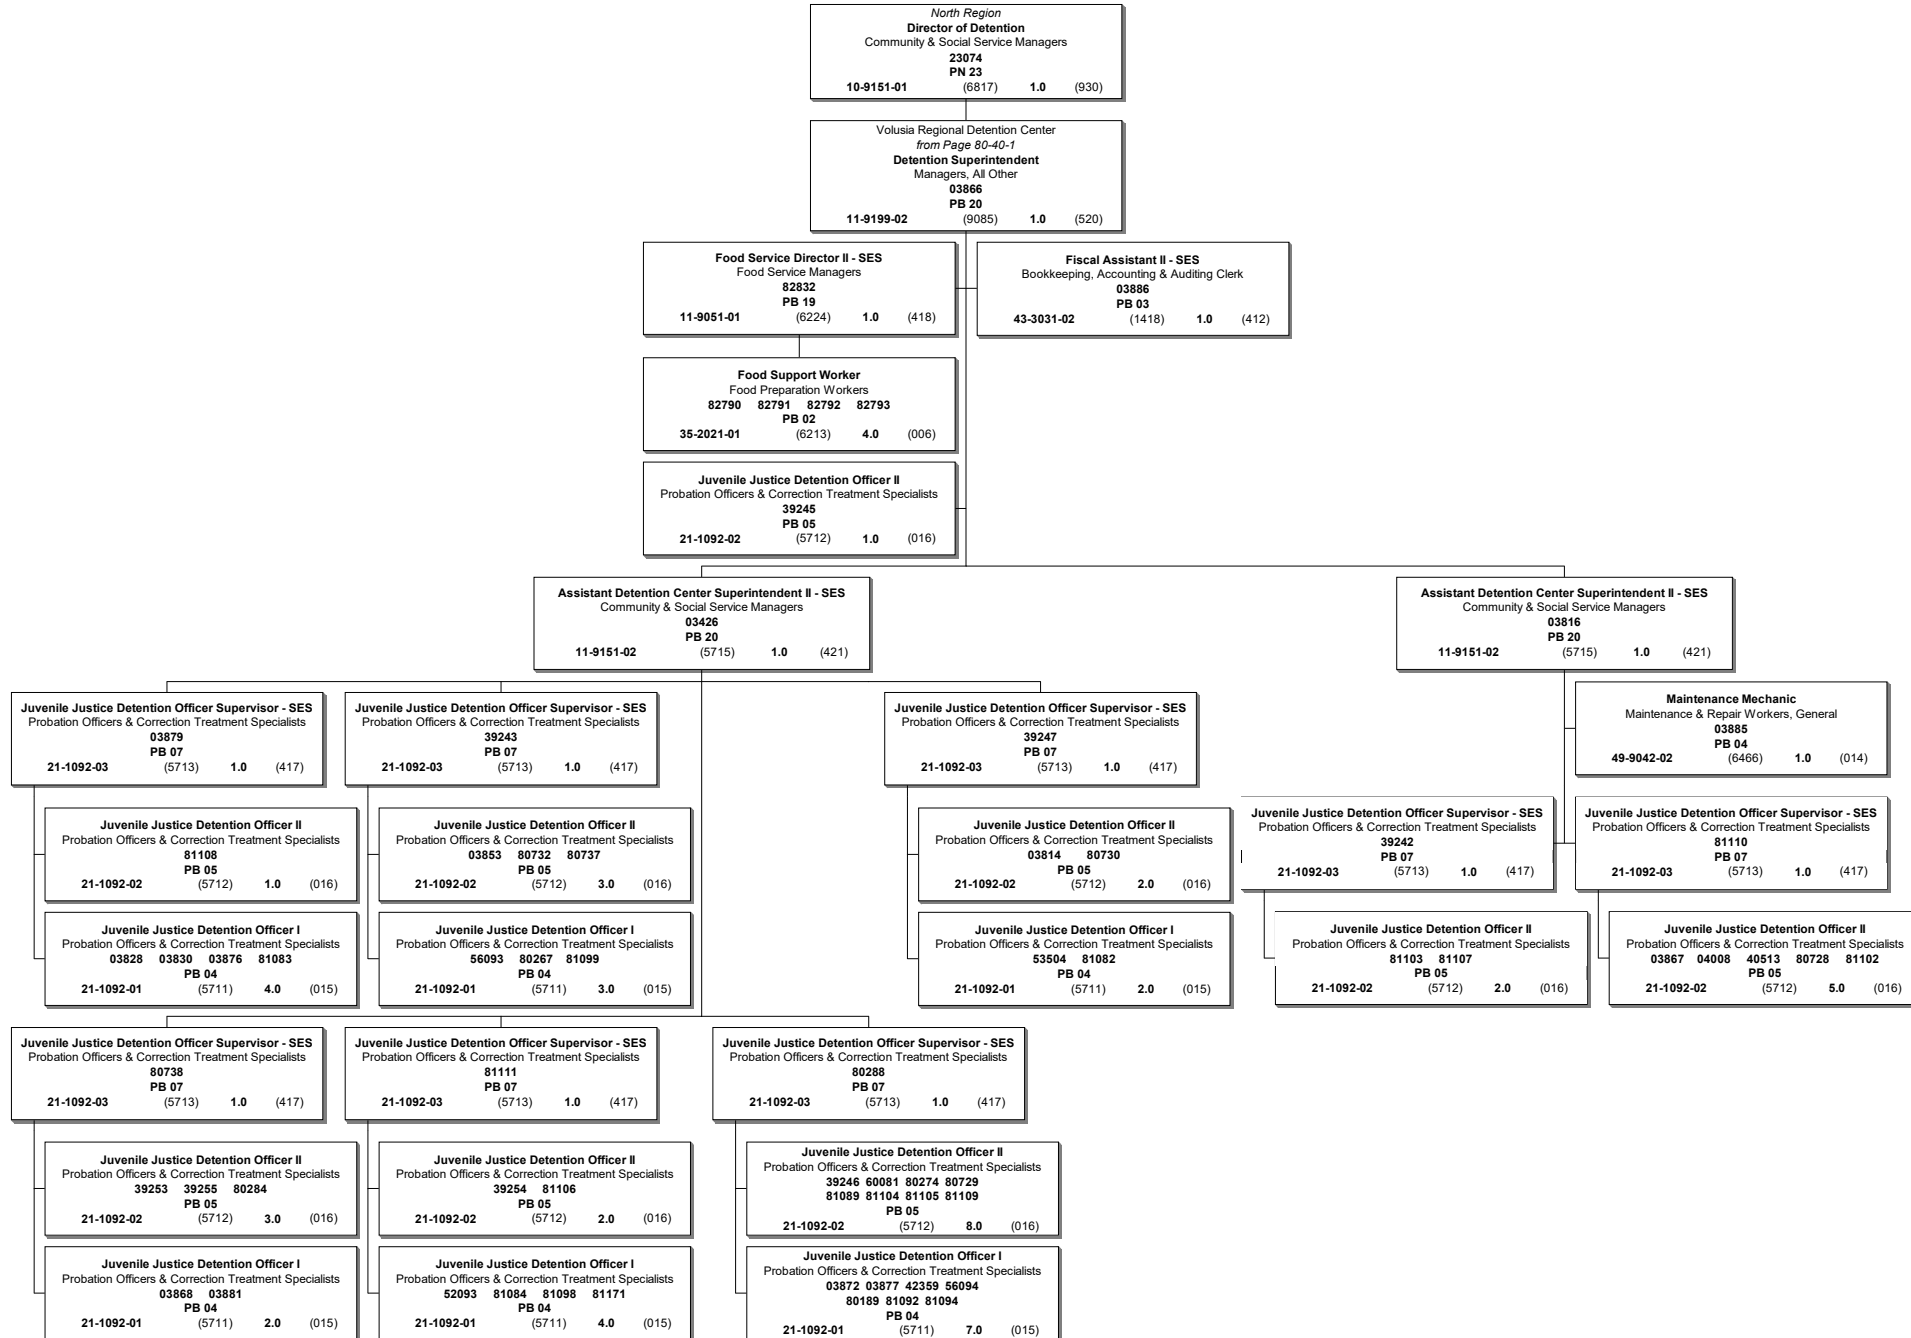 North Region
Director of Detention
Community & Social Service Managers
23074
PN 23
10-9151-01 (6817) 1.0 (930)
Volusia Regional Detention Center
from Page 80-40-1
Detention Superintendent
Managers, All Other
03866
PB 20
11-9199-02 (9085) 1.0 (520)
Food Service Director II - SES
Food Service Managers
82832
PB 19
11-9051-01 (6224) 1.0 (418)
Fiscal Assistant II - SES
Bookkeeping, Accounting & Auditing Clerk
03886
PB 03
43-3031-02 (1418) 1.0 (412)
Food Support Worker
Food Preparation Workers
82790 82791 82792 82793
PB 02
35-2021-01 (6213) 4.0 (006)
Juvenile Justice Detention Officer II
Probation Officers & Correction Treatment Specialists
39245
PB 05
21-1092-02 (5712) 1.0 (016)
Assistant Detention Center Superintendent II - SES
Community & Social Service Managers
03426
PB 20
11-9151-02 (5715) 1.0 (421)
Assistant Detention Center Superintendent II - SES
Community & Social Service Managers
03816
PB 20
11-9151-02 (5715) 1.0 (421)
Juvenile Justice Detention Officer Supervisor - SES
Probation Officers & Correction Treatment Specialists
03879
PB 07
21-1092-03 (5713) 1.0 (417)
Juvenile Justice Detention Officer Supervisor - SES
Probation Officers & Correction Treatment Specialists
39243
PB 07
21-1092-03 (5713) 1.0 (417)
Juvenile Justice Detention Officer Supervisor - SES
Probation Officers & Correction Treatment Specialists
39247
PB 07
21-1092-03 (5713) 1.0 (417)
Maintenance Mechanic
Maintenance & Repair Workers, General
03885
PB 04
49-9042-02 (6466) 1.0 (014)
Juvenile Justice Detention Officer II
Probation Officers & Correction Treatment Specialists
81108
PB 05
21-1092-02 (5712) 1.0 (016)
Juvenile Justice Detention Officer II
Probation Officers & Correction Treatment Specialists
03853 80732 80737
PB 05
21-1092-02 (5712) 3.0 (016)
Juvenile Justice Detention Officer II
Probation Officers & Correction Treatment Specialists
03814 80730
PB 05
21-1092-02 (5712) 2.0 (016)
Juvenile Justice Detention Officer Supervisor - SES
Probation Officers & Correction Treatment Specialists
39242
PB 07
21-1092-03 (5713) 1.0 (417)
Juvenile Justice Detention Officer Supervisor - SES
Probation Officers & Correction Treatment Specialists
81110
PB 07
21-1092-03 (5713) 1.0 (417)
Juvenile Justice Detention Officer I
Probation Officers & Correction Treatment Specialists
03828 03830 03876 81083
PB 04
21-1092-01 (5711) 4.0 (015)
Juvenile Justice Detention Officer I
Probation Officers & Correction Treatment Specialists
56093 80267 81099
PB 04
21-1092-01 (5711) 3.0 (015)
Juvenile Justice Detention Officer I
Probation Officers & Correction Treatment Specialists
53504 81082
PB 04
21-1092-01 (5711) 2.0 (015)
Juvenile Justice Detention Officer II
Probation Officers & Correction Treatment Specialists
81103 81107
PB 05
21-1092-02 (5712) 2.0 (016)
Juvenile Justice Detention Officer II
Probation Officers & Correction Treatment Specialists
03867 04008 40513 80728 81102
PB 05
21-1092-02 (5712) 5.0 (016)
Juvenile Justice Detention Officer Supervisor - SES
Probation Officers & Correction Treatment Specialists
80738
PB 07
21-1092-03 (5713) 1.0 (417)
Juvenile Justice Detention Officer Supervisor - SES
Probation Officers & Correction Treatment Specialists
81111
PB 07
21-1092-03 (5713) 1.0 (417)
Juvenile Justice Detention Officer Supervisor - SES
Probation Officers & Correction Treatment Specialists
80288
PB 07
21-1092-03 (5713) 1.0 (417)
Juvenile Justice Detention Officer II
Probation Officers & Correction Treatment Specialists
39253 39255 80284
PB 05
21-1092-02 (5712) 3.0 (016)
Juvenile Justice Detention Officer II
Probation Officers & Correction Treatment Specialists
39254 81106
PB 05
21-1092-02 (5712) 2.0 (016)
Juvenile Justice Detention Officer II
Probation Officers & Correction Treatment Specialists
39246 60081 80274 80729
81089 81104 81105 81109
PB 05
21-1092-02 (5712) 8.0 (016)
Juvenile Justice Detention Officer I
Probation Officers & Correction Treatment Specialists
03868 03881
PB 04
21-1092-01 (5711) 2.0 (015)
Juvenile Justice Detention Officer I
Probation Officers & Correction Treatment Specialists
52093 81084 81098 81171
PB 04
21-1092-01 (5711) 4.0 (015)
Juvenile Justice Detention Officer I
Probation Officers & Correction Treatment Specialists
03872 03877 42359 56094
80189 81092 81094
PB 04
21-1092-01 (5711) 7.0 (015)